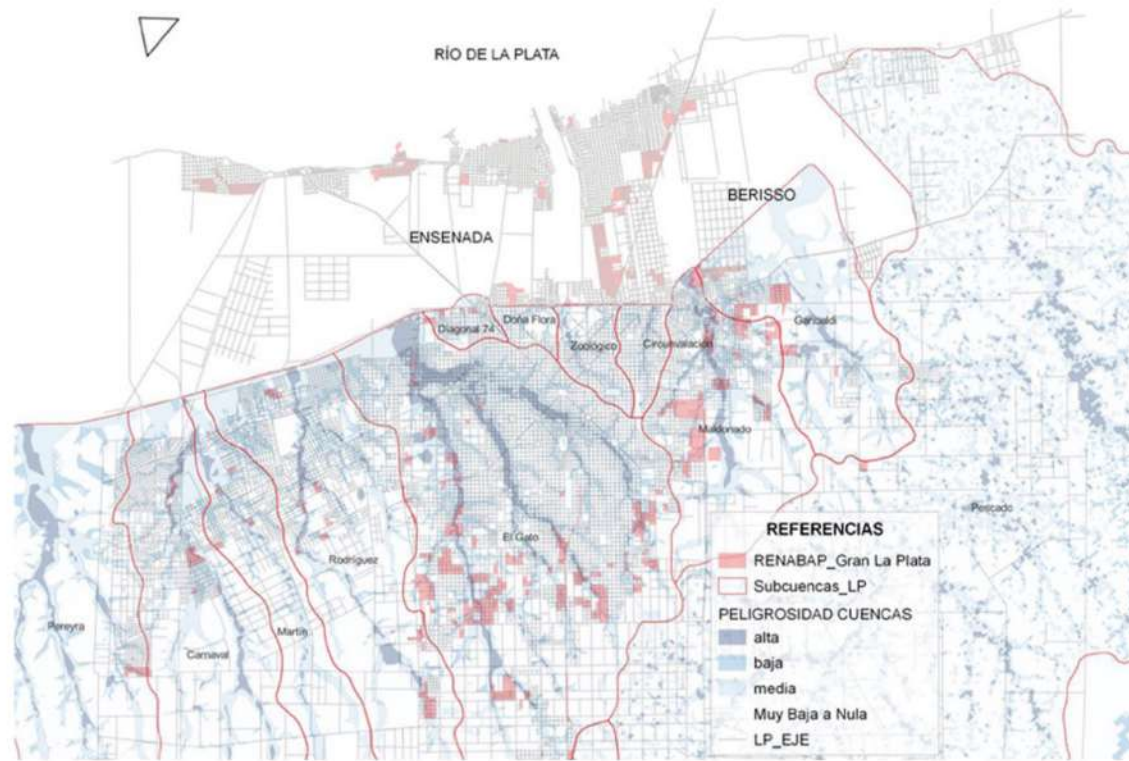 RÍO DE LA PLATA
BERISSO
ENSENADA
Diagonal 74
Doña Flora
Zoológico
Circunvalación
Garibaldi
Maldonado
Pescado
El Gato
Rodríguez
Martín
Carnaval
Pereyra
REFERENCIAS
RENABAP_Gran La Plata
Subcuencas_LP
PELIGROSIDAD CUENCAS
alta
baja
media
Muy Baja a Nula
LP_EJE